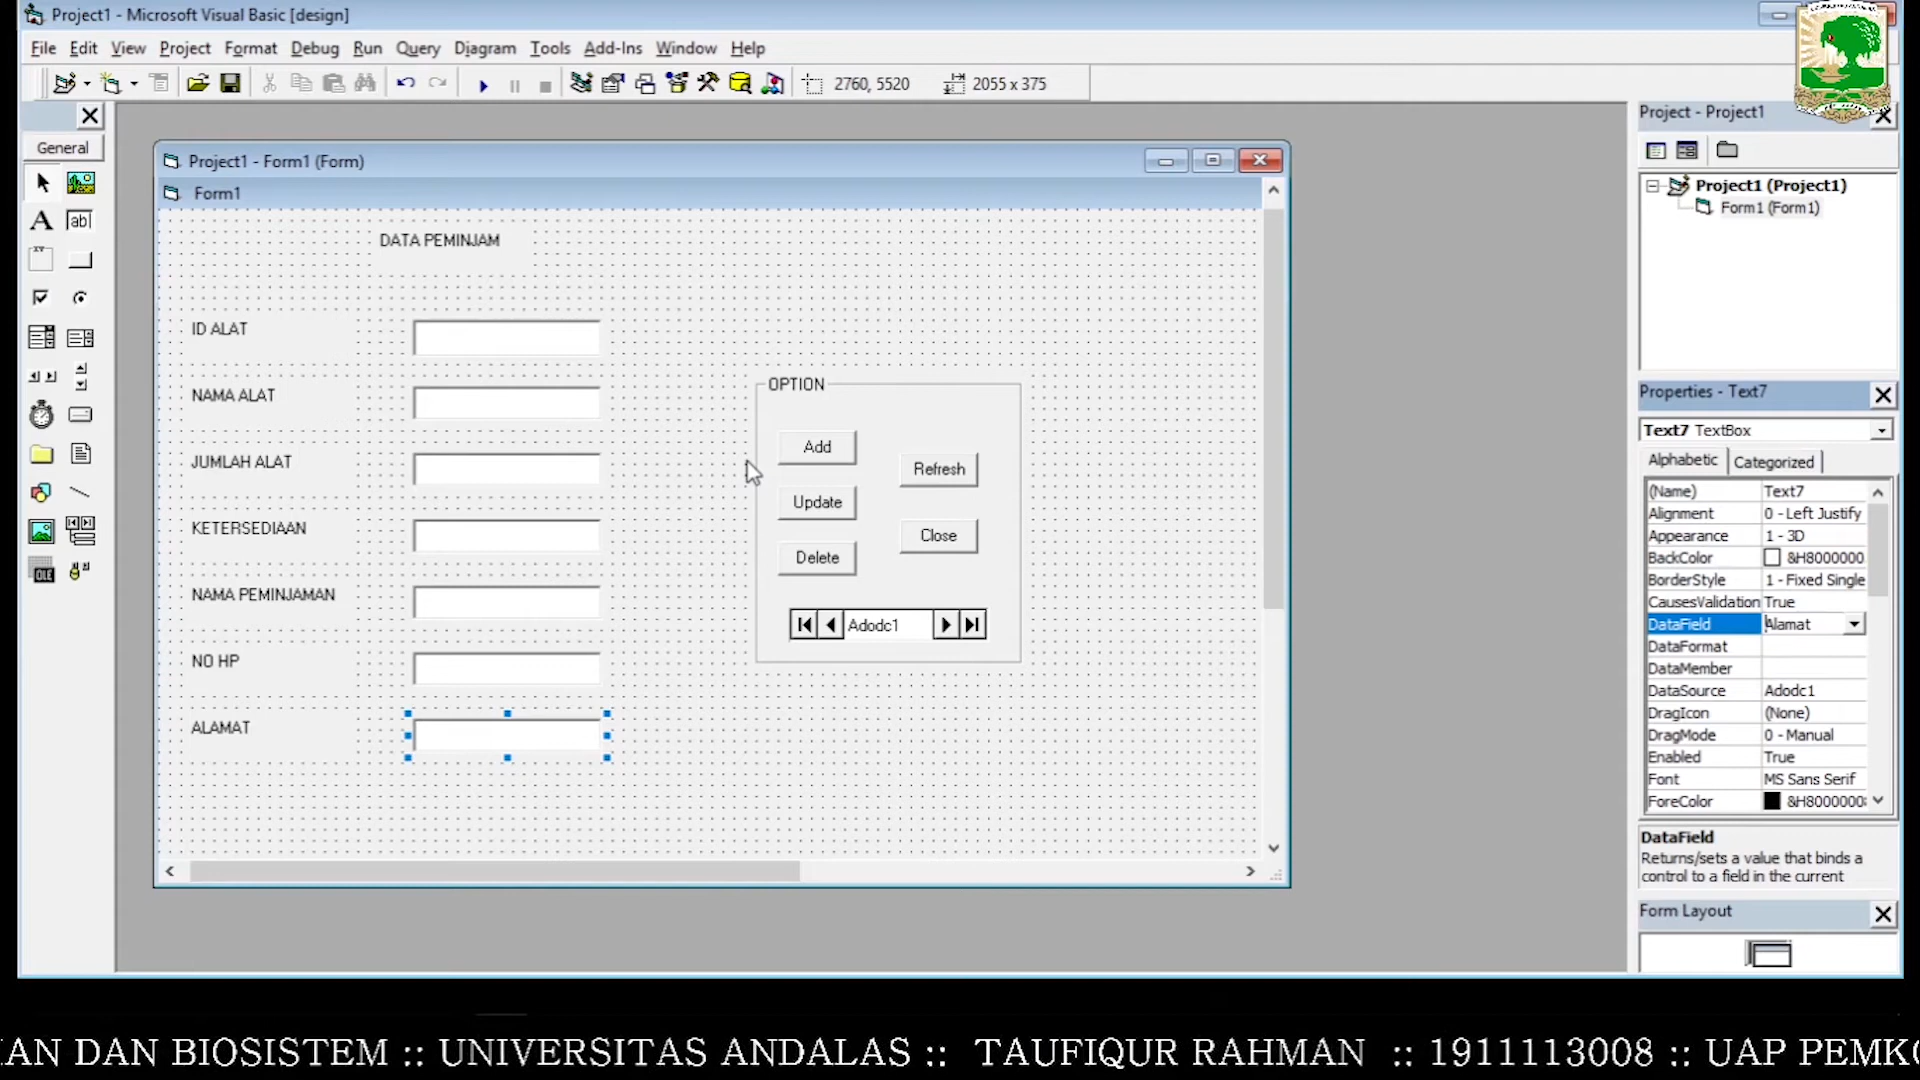 Project1 - Microsoft Visual Basic [design]
File Edit View Project Format Debug Run Query Diagram Tools Add-Ins Window Help
2760, 5520 2055 x 375
General
Project1 - Form1 (Form)
Form1
DATA PEMINJAM
ID ALAT
NAMA ALAT
JUMLAH ALAT
KETERSEDIAAN
NAMA PEMINJAMAN
NO HP
ALAMAT
OPTION
Add
Refresh
Update
Close
Delete
Adodc1
Project - Project1
Project1 (Project1)
Form1 (Form1)
Properties - Text7
Text7 TextBox
Alphabetic Categorized
(Name) Text7
Alignment 0 - Left Justify
Appearance 1 - 3D
BackColor &H8000000
BorderStyle 1 - Fixed Single
CausesValidation True
DataField Alamat
DataFormat
DataMember
DataSource Adodc1
DragIcon (None)
DragMode 0 - Manual
Enabled True
Font MS Sans Serif
ForeColor &H8000000
DataField
Returns/sets a value that binds a
control to a field in the current
Form Layout
IAN DAN BIOSISTEM :: UNIVERSITAS ANDALAS :: TAUFIQUR RAHMAN :: 1911113008 :: UAP PEMK